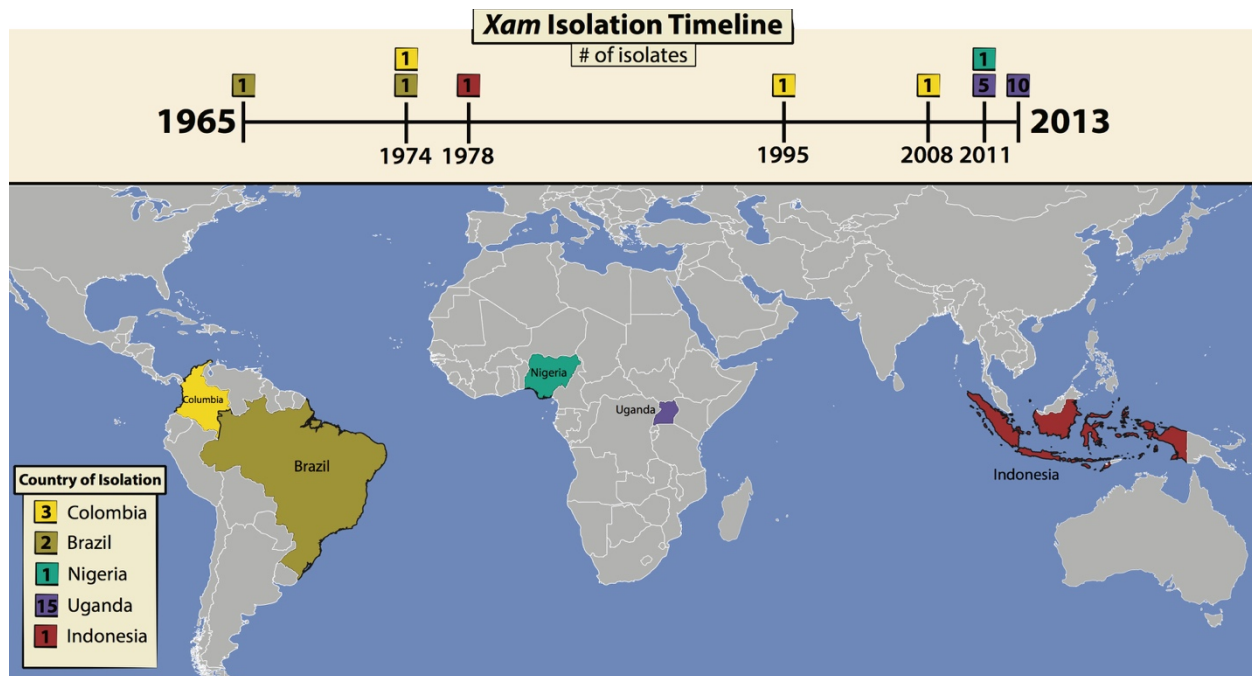 Xam Isolation Timeline
# of isolates
1 1
1 1 1 1 1 5 10
1965 2013
1974 1978 1995 2008 2011
Nigeria
Columbia
Uganda
Brazil
Indonesia
Country of Isolation
3 Colombia
2 Brazil
1 Nigeria
15 Uganda
1 Indonesia